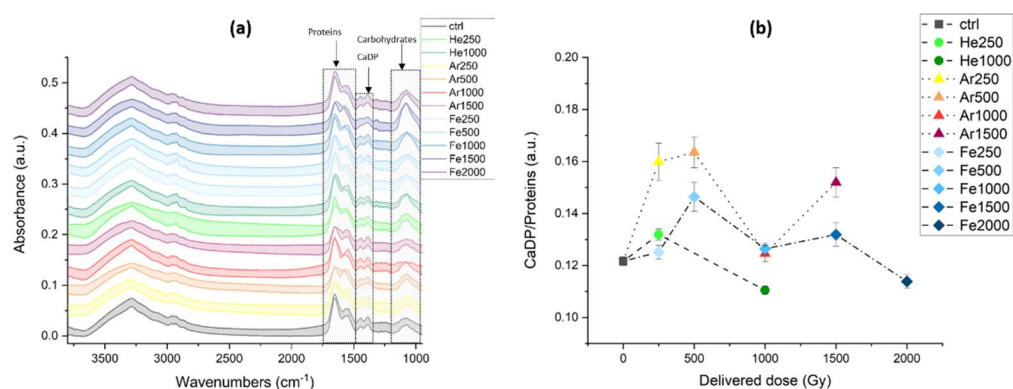 (a)
Proteins
CaDP
Carbohydrates
ctrl
He250
He1000
Ar250
Ar500
Ar1000
Ar1500
Fe250
Fe500
Fe1000
Fe1500
Fe2000
0.5
0.4
0.3
0.2
0.1
0.0
Absorbance (a.u.)
3500 3000 2500 2000 1500 1000
Wavenumbers (cm⁻¹)
(b)
0.20
0.18
0.16
0.14
0.12
0.10
CaDP/Proteins (a.u.)
0 500 1000 1500 2000
Delivered dose (Gy)
ctrl
He250
He1000
Ar250
Ar500
Ar1000
Ar1500
Fe250
Fe500
Fe1000
Fe1500
Fe2000